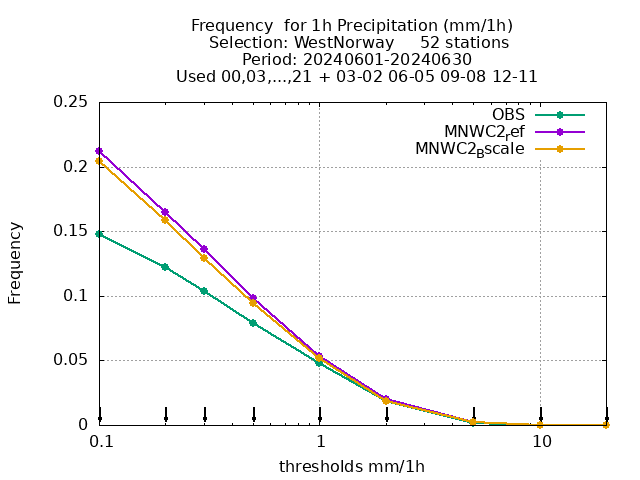 Frequency  for 1h Precipitation (mm/1h)
Selection: WestNorway     52 stations
Period: 20240601-20240630
Used 00,03,...,21 + 03-02 06-05 09-08 12-11
OBS
MNWC2ref
MNWC2Bscale
0.25
0.2
0.15
0.1
0.05
0
Frequency
0.1 1 10
thresholds mm/1h